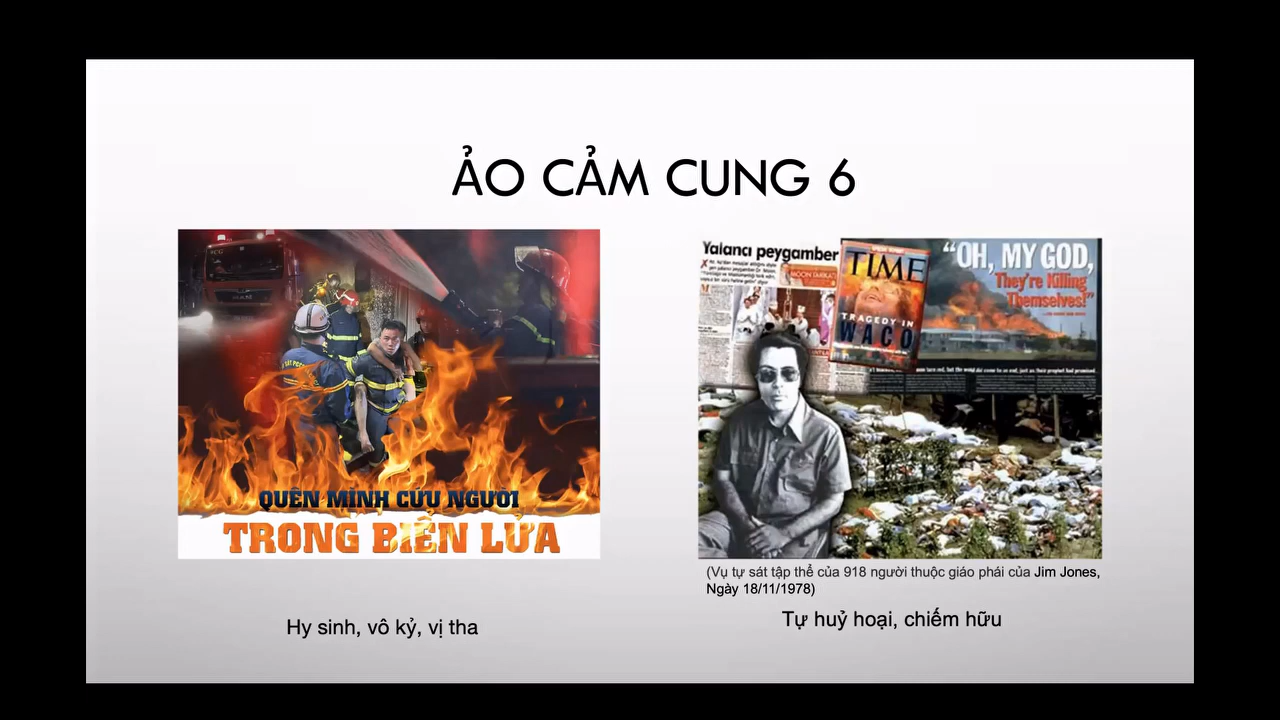 ẢO CẢM CUNG 6
QUÊN MÌNH CỨU NGƯỜI
TRONG BIỂN LỬA
Hy sinh, vô kỷ, vị tha
Yalancı peygamber
TIME
TRAGEDY IN
WACO
“OH, MY GOD,
They're Killing
Themselves!”
(Vụ tự sát tập thể của 918 người thuộc giáo phái của Jim Jones,
Ngày 18/11/1978)
Tự huỷ hoại, chiếm hữu